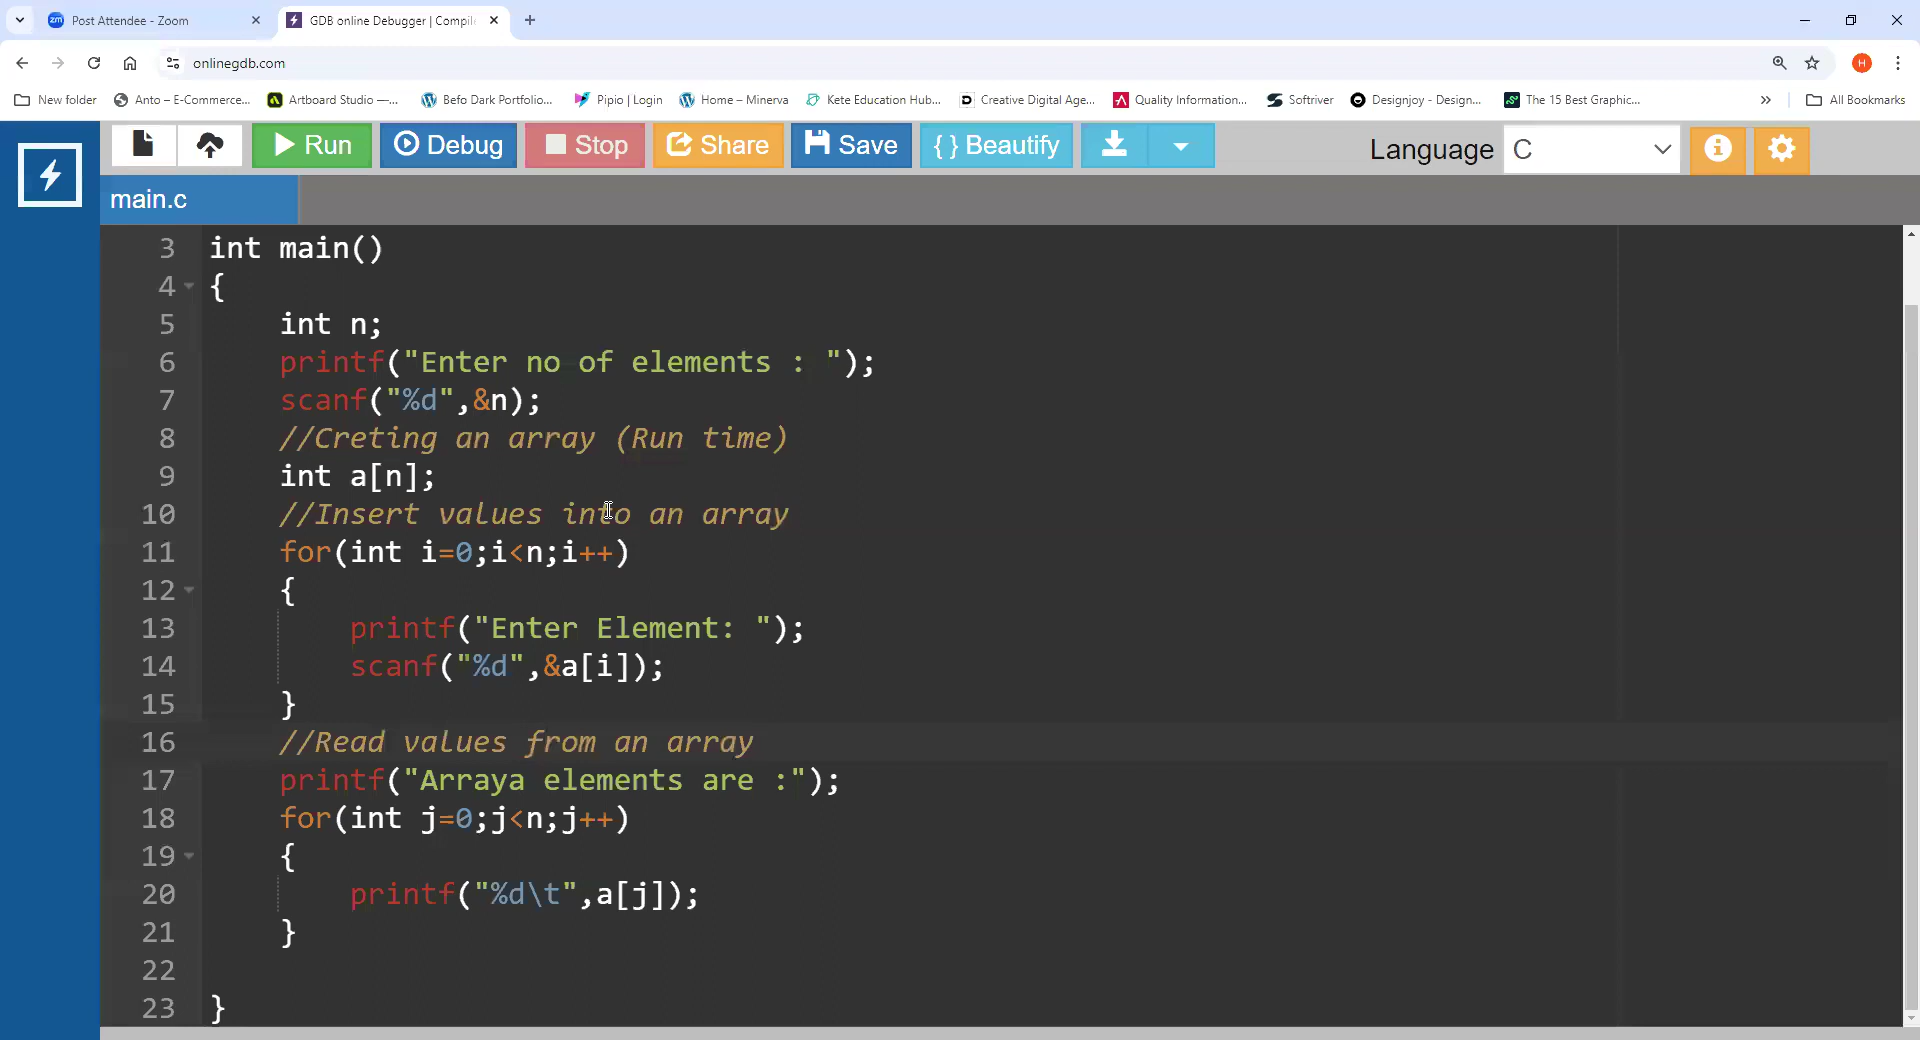 Post Attendee - Zoom
GDB online Debugger | Compil
onlinegdb.com
H
New folder
Anto – E-Commerce...
Artboard Studio —...
Befo Dark Portfolio...
Pipio | Login
Home – Minerva
Kete Education Hub...
Creative Digital Age...
Quality Information...
Softriver
Designjoy - Design...
The 15 Best Graphic...
All Bookmarks
Run
Debug
Stop
Share
Save
{ } Beautify
Language
C
main.c
3 int main()
4 {
5 int n;
6 printf("Enter no of elements : ");
7 scanf("%d",&n);
8 //Creting an array (Run time)
9 int a[n];
10 //Insert values into an array
11 for(int i=0;i<n;i++)
12 {
13 printf("Enter Element: ");
14 scanf("%d",&a[i]);
15 }
16 //Read values from an array
17 printf("Arraya elements are :");
18 for(int j=0;j<n;j++)
19 {
20 printf("%d\t",a[j]);
21 }
22
23 }